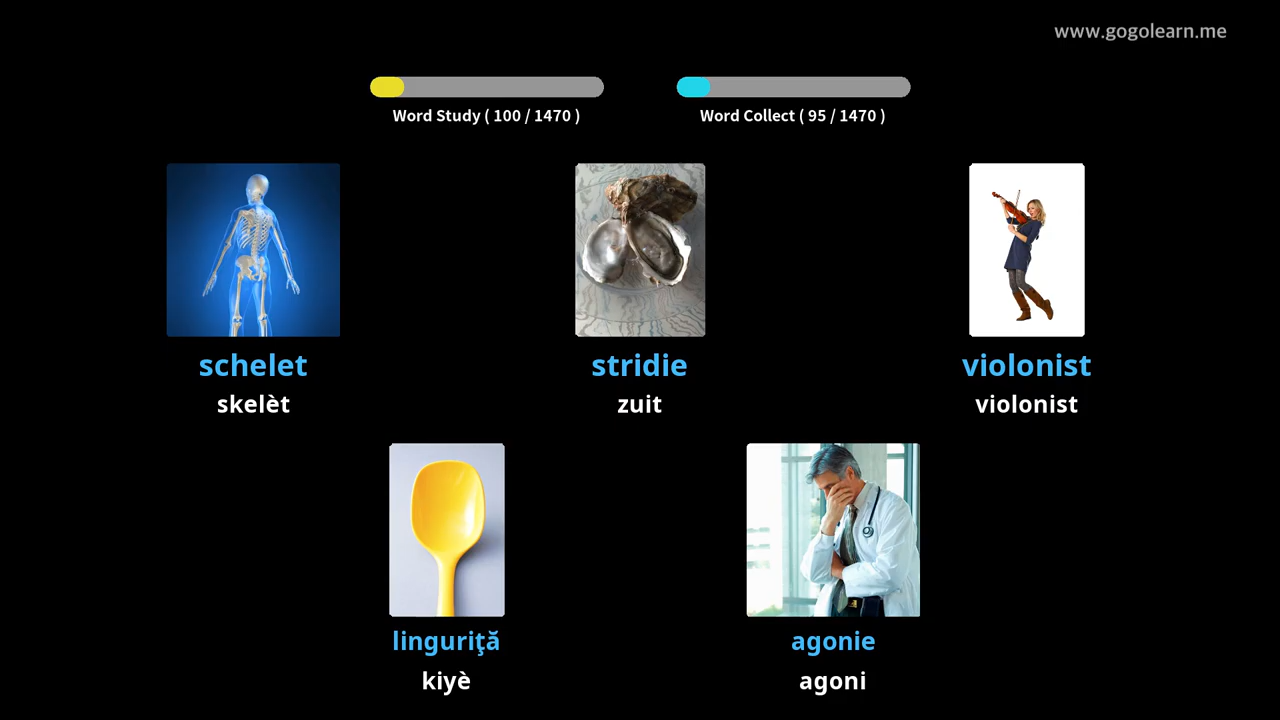 www.gogolearn.me
Word Study ( 100 / 1470 )
Word Collect ( 95 / 1470 )
schelet
stridie
violonist
skelèt
zuit
violonist
linguriţă
agonie
kiyè
agoni